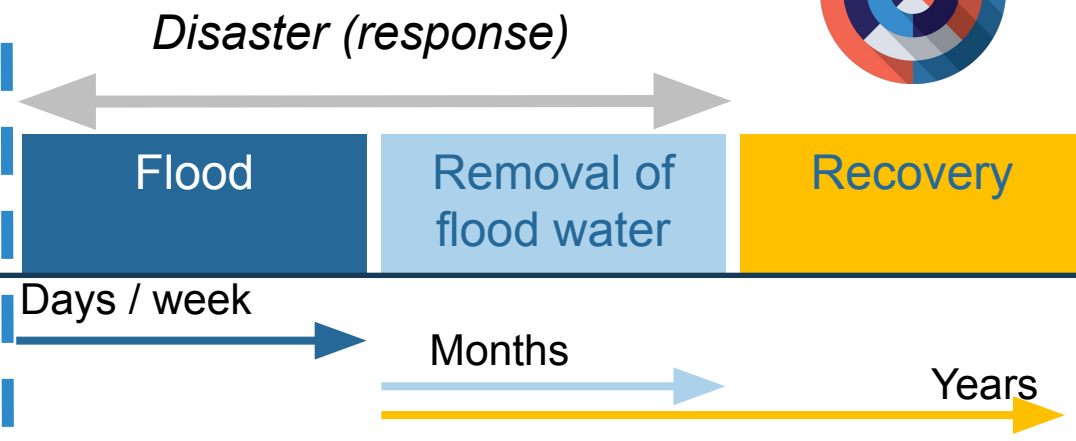 Disaster (response)
Flood
Removal of
flood water
Recovery
Days / week
Months
Years